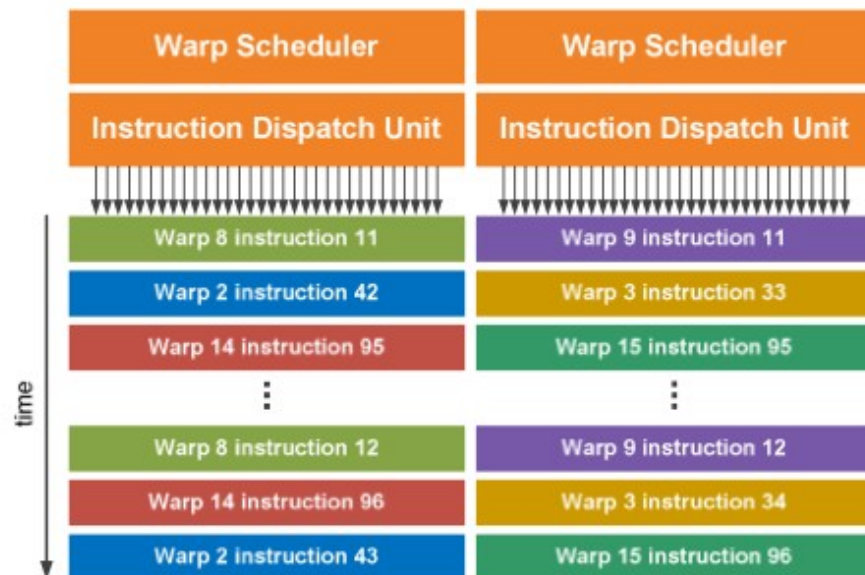 Warp Scheduler Warp Scheduler
Instruction Dispatch Unit Instruction Dispatch Unit
Warp 8 instruction 11 Warp 9 instruction 11
Warp 2 instruction 42 Warp 3 instruction 33
Warp 14 instruction 95 Warp 15 instruction 95
time
Warp 8 instruction 12 Warp 9 instruction 12
Warp 14 instruction 96 Warp 3 instruction 34
Warp 2 instruction 43 Warp 15 instruction 96